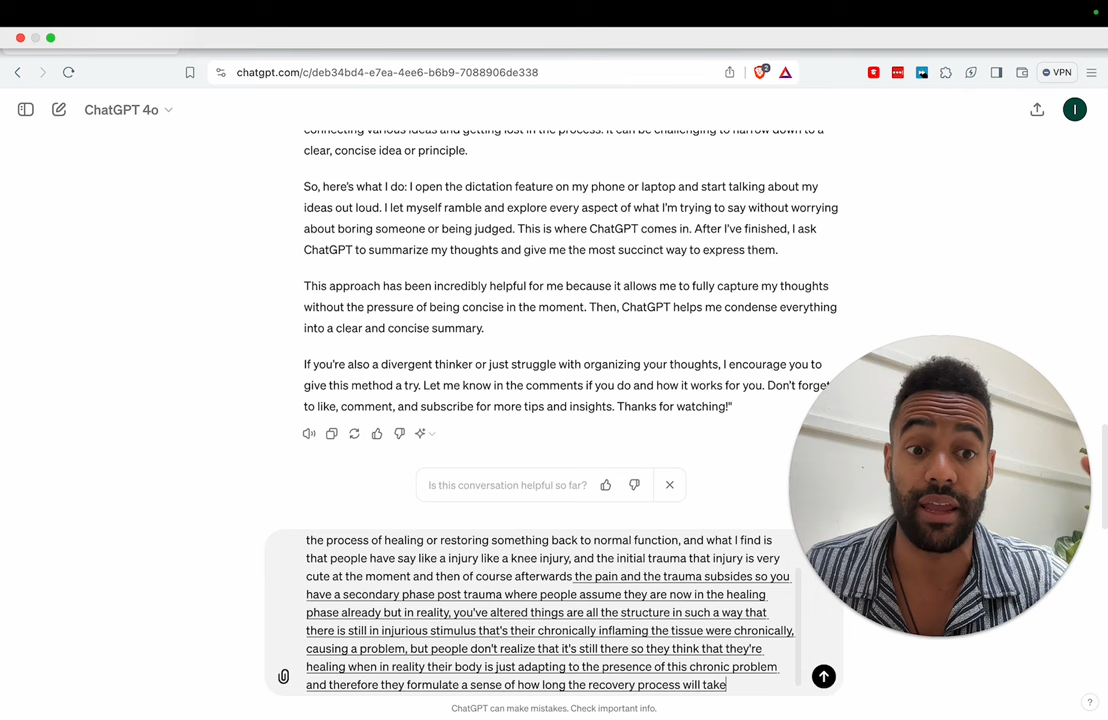 chatgpt.com/c/deb34bd4-e7ea-4ee6-b6b9-7088906de338
2
VPN
ChatGPT 4o
I
connecting various ideas and getting lost in the process. It can be challenging to narrow down to a
clear, concise idea or principle.
So, here's what I do: I open the dictation feature on my phone or laptop and start talking about my
ideas out loud. I let myself ramble and explore every aspect of what I'm trying to say without worrying
about boring someone or being judged. This is where ChatGPT comes in. After I've finished, I ask
ChatGPT to summarize my thoughts and give me the most succinct way to express them.
This approach has been incredibly helpful for me because it allows me to fully capture my thoughts
without the pressure of being concise in the moment. Then, ChatGPT helps me condense everything
into a clear and concise summary.
If you're also a divergent thinker or just struggle with organizing your thoughts, I encourage you to
give this method a try. Let me know in the comments if you do and how it works for you. Don't forget
to like, comment, and subscribe for more tips and insights. Thanks for watching!"
Is this conversation helpful so far?
the process of healing or restoring something back to normal function, and what I find is
that people have say like a injury like a knee injury, and the initial trauma that injury is very
cute at the moment and then of course afterwards the pain and the trauma subsides so you
have a secondary phase post trauma where people assume they are now in the healing
phase already but in reality, you've altered things are all the structure in such a way that
there is still in injurious stimulus that's their chronically inflaming the tissue were chronically,
causing a problem, but people don't realize that it's still there so they think that they're
healing when in reality their body is just adapting to the presence of this chronic problem
and therefore they formulate a sense of how long the recovery process will take
ChatGPT can make mistakes. Check important info.
?